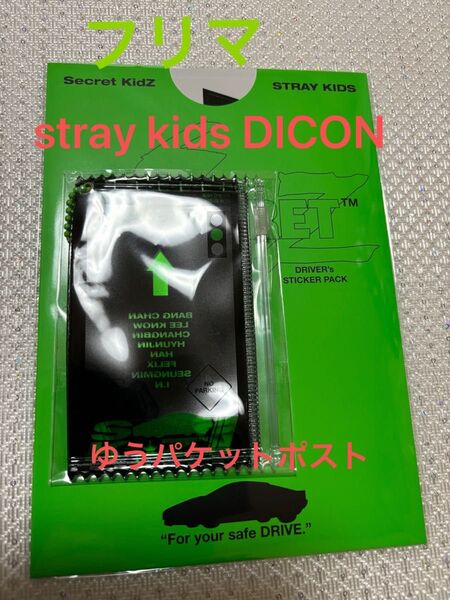 フリマ
Secret KidZ
STRAY KIDS
stray kids DICON
ET™
DRIVER's
STICKER PACK
BANG CHAN
LEE KNOW
CHANGBIN
HYUNJIN
HAN
FELIX
SEUNGMIN
I.N
NO
PARKING
ゆうパケットポスト
"For your safe DRIVE."